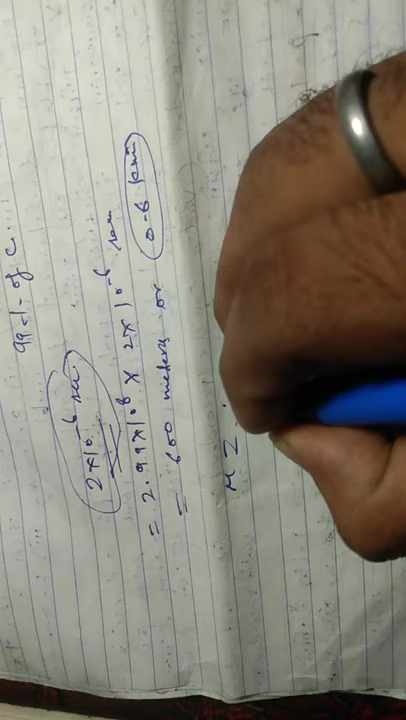 99 % of c.
2 × 10⁻⁶ sec
= 2.99 × 10⁸ × 2 × 10⁻⁶
= 600 meters or 0.6 km